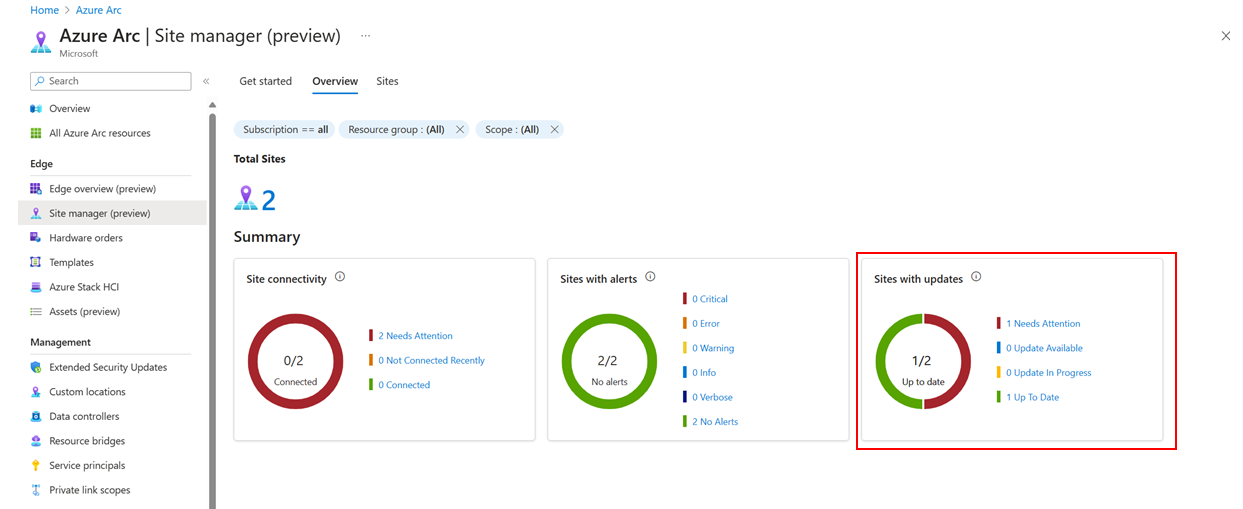 Home > Azure Arc
Azure Arc | Site manager (preview) ...
Microsoft
Search
«
Get started Overview Sites
Overview
All Azure Arc resources
Edge
Edge overview (preview)
Site manager (preview)
Hardware orders
Templates
Azure Stack HCI
Assets (preview)
Management
Extended Security Updates
Custom locations
Data controllers
Resource bridges
Service principals
Private link scopes
Subscription == all Resource group : (All) Scope : (All)
Total Sites
2
Summary
Site connectivity
0/2
Connected
2 Needs Attention
0 Not Connected Recently
0 Connected
Sites with alerts
2/2
No alerts
0 Critical
0 Error
0 Warning
0 Info
0 Verbose
2 No Alerts
Sites with updates
1/2
Up to date
1 Needs Attention
0 Update Available
0 Update In Progress
1 Up To Date